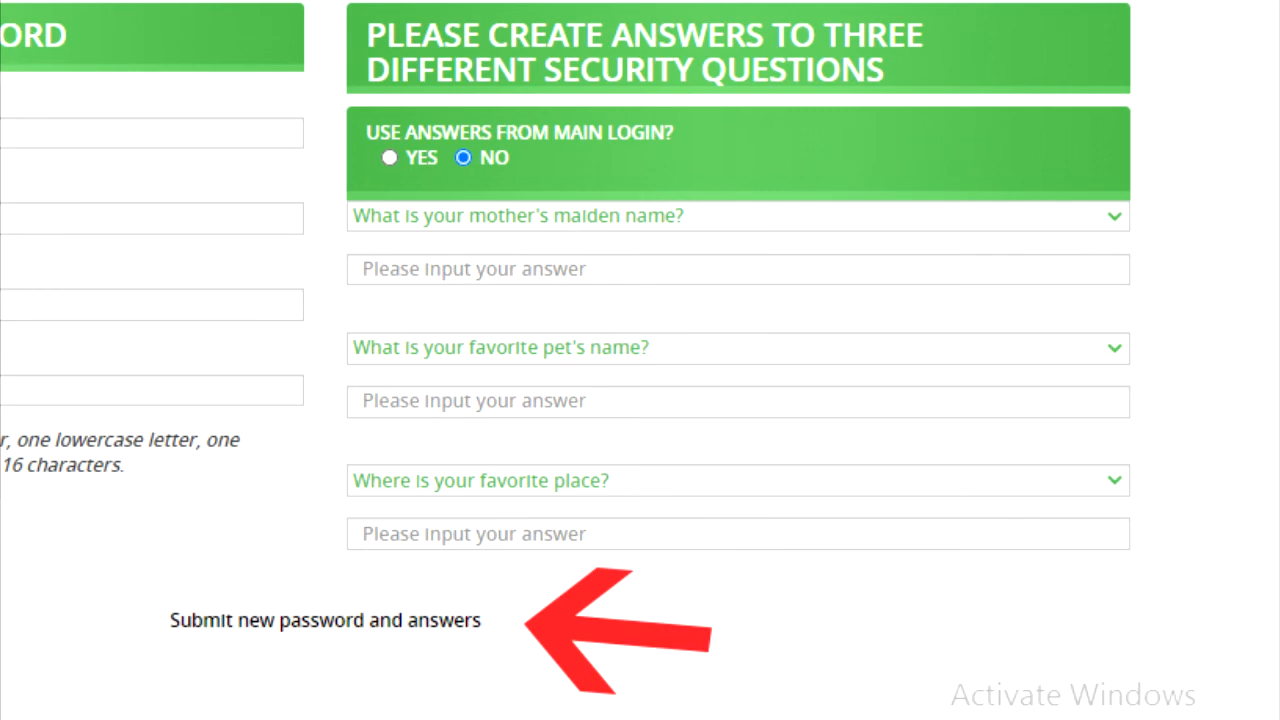 ORD
PLEASE CREATE ANSWERS TO THREE
DIFFERENT SECURITY QUESTIONS
USE ANSWERS FROM MAIN LOGIN?
YES NO
What is your mother's maiden name?
Please input your answer
What is your favorite pet's name?
Please input your answer
r, one lowercase letter, one
16 characters.
Where is your favorite place?
Please input your answer
Submit new password and answers
Activate Windows